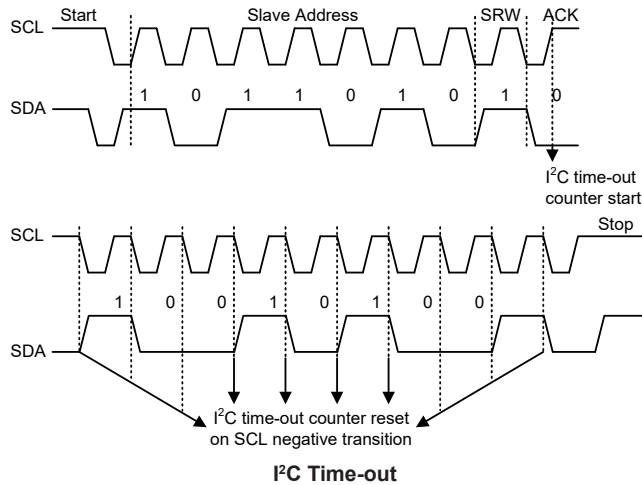 Start Slave Address SRW ACK
SCL
1 0 1 1 0 1 0 1 0
SDA
I²C time-out
counter start
Stop
SCL
1 0 0 1 0 1 0 0
SDA
I²C time-out counter reset
on SCL negative transition
I²C Time-out